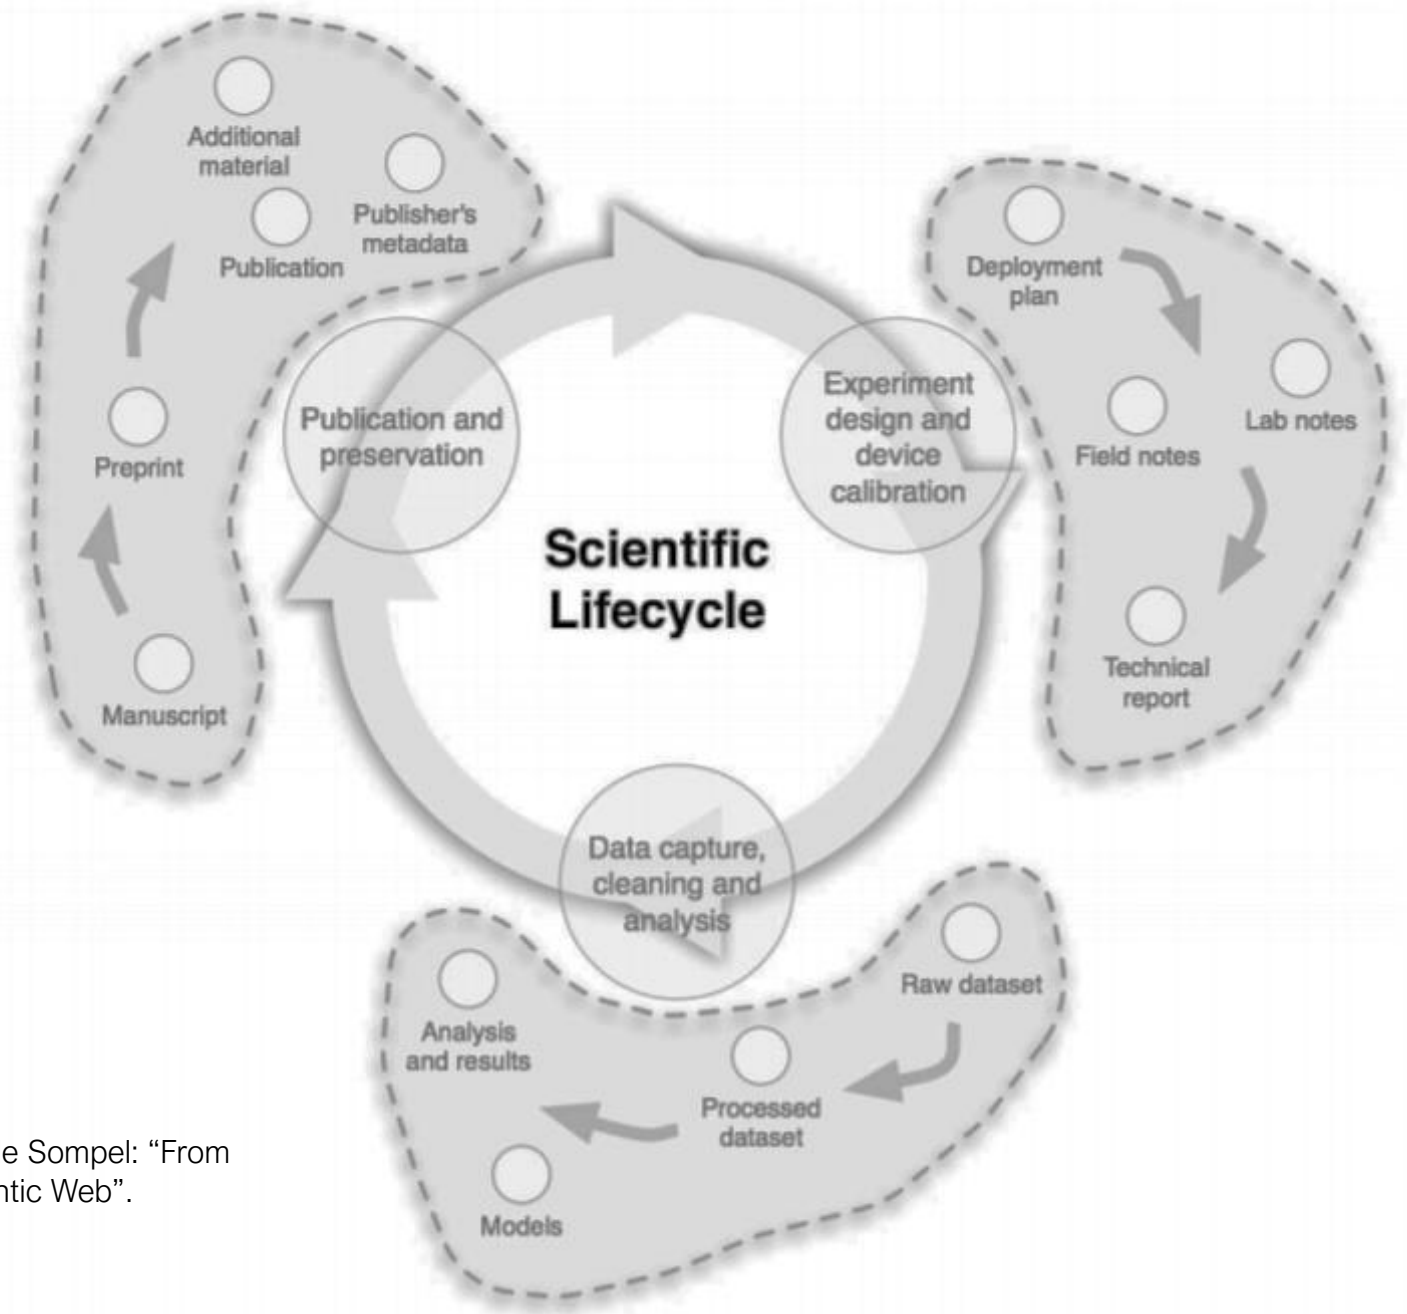 Additional
material
Publisher's
metadata
Publication
Preprint
Manuscript
Publication and
preservation
Scientific
Lifecycle
Experiment
design and
device
calibration
Deployment
plan
Lab notes
Field notes
Technical
report
Data capture,
cleaning and
analysis
Raw dataset
Processed
dataset
Analysis
and results
Models
e Sompel: “From
ntic Web”.